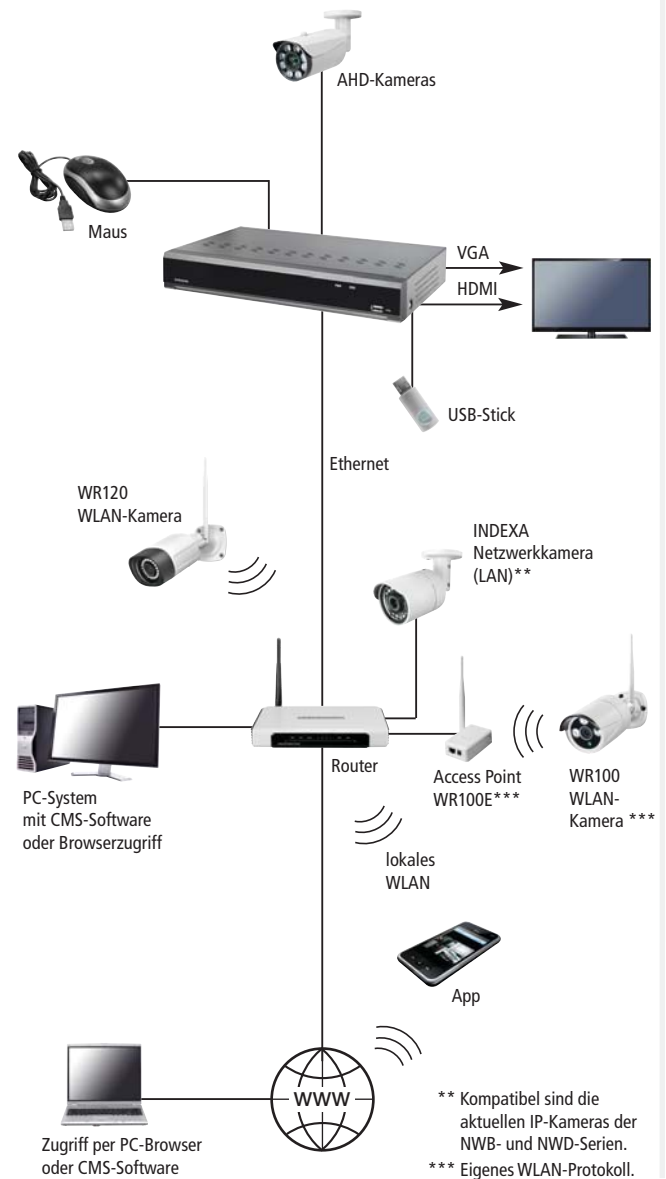 AHD-Kameras
Maus
VGA
HDMI
USB-Stick
Ethernet
WR120
WLAN-Kamera
INDEXA
Netzwerkkamera
(LAN)**
Router
Access Point
WR100E***
WR100
WLAN-
Kamera ***
PC-System
mit CMS-Software
oder Browserzugriff
lokales
WLAN
App
WWW
Zugriff per PC-Browser
oder CMS-Software
** Kompatibel sind die
aktuellen IP-Kameras der
NWB- und NWD-Serien.
*** Eigenes WLAN-Protokoll.